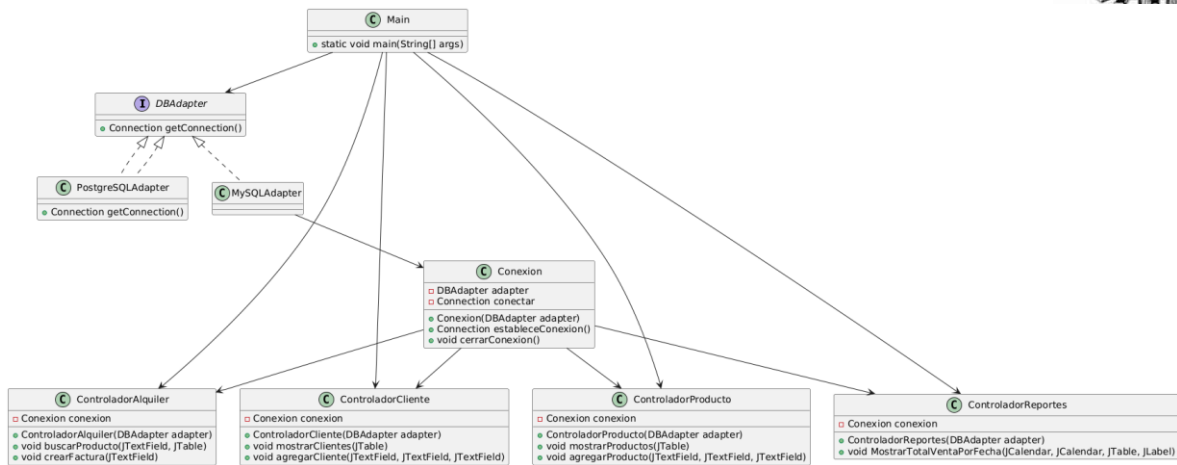 C Main
static void main(String[] args)
I DBAdapter
Connection getConnection()
C PostgreSQLAdapter
Connection getConnection()
C MySQLAdapter
C Conexion
DBAdapter adapter
Connection conectar
Conexion(DBAdapter adapter)
Connection estableceConexion()
void cerrarConexion()
C ControladorAlquiler
Conexion conexion
ControladorAlquiler(DBAdapter adapter)
void buscarProducto(JTextField, JTable)
void crearFactura(JTextField)
C ControladorCliente
Conexion conexion
ControladorCliente(DBAdapter adapter)
void mostrarClientes(JTable)
void agregarCliente(JTextField, JTextField, JTextField)
C ControladorProducto
Conexion conexion
ControladorProducto(DBAdapter adapter)
void mostrarProductos(JTable)
void agregarProducto(JTextField, JTextField, JTextField)
C ControladorReportes
Conexion conexion
ControladorReportes(DBAdapter adapter)
void MostrarTotalVentaPorFecha(JCalendar, JCalendar, JTable, JLabel)